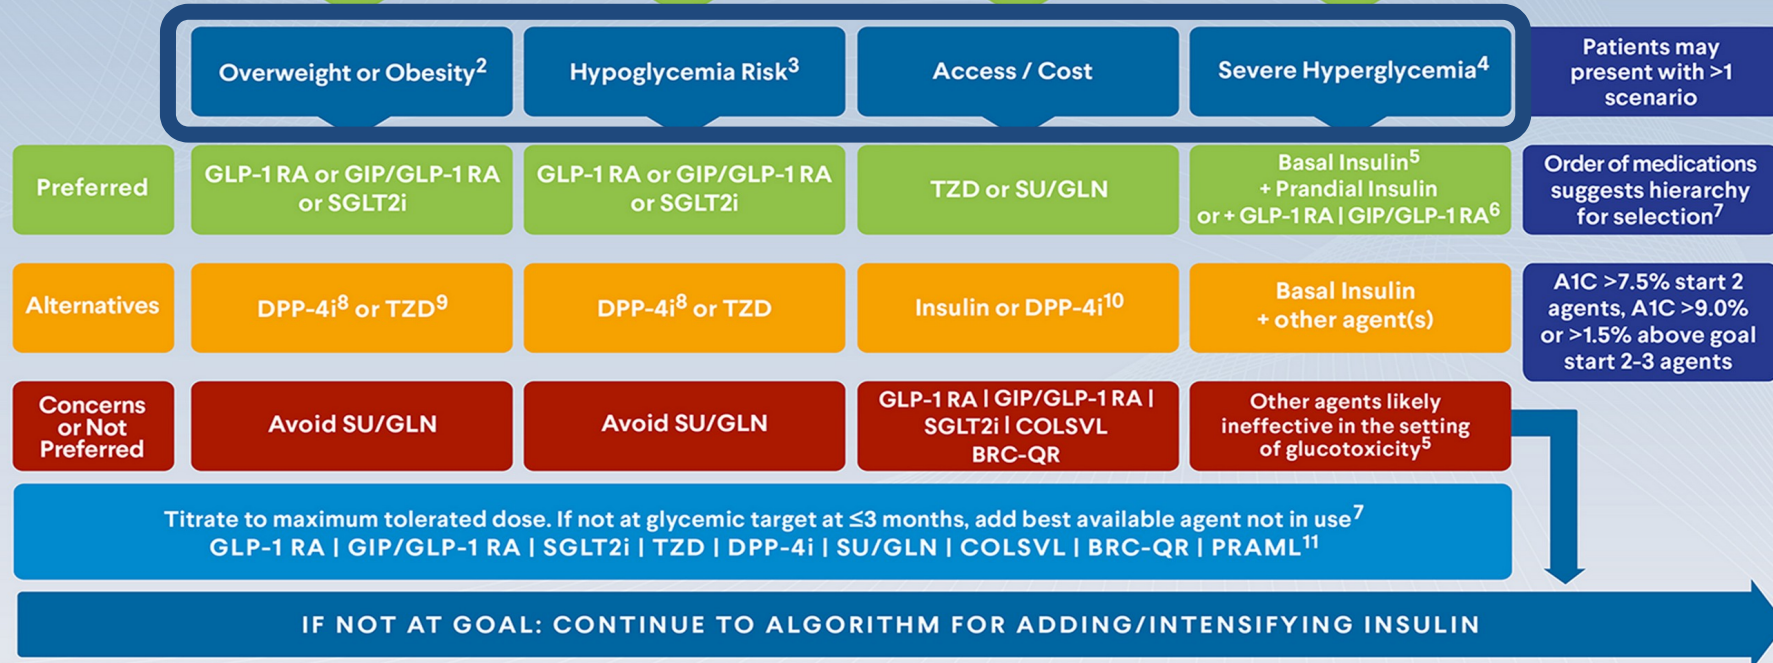 Overweight or Obesity²
Hypoglycemia Risk³
Access / Cost
Severe Hyperglycemia⁴
Patients may
present with >1
scenario
Preferred
GLP-1 RA or GIP/GLP-1 RA
or SGLT2i
GLP-1 RA or GIP/GLP-1 RA
or SGLT2i
TZD or SU/GLN
Basal Insulin⁵
+ Prandial Insulin
or + GLP-1 RA | GIP/GLP-1 RA⁶
Order of medications
suggests hierarchy
for selection⁷
Alternatives
DPP-4i⁸ or TZD⁹
DPP-4i⁸ or TZD
Insulin or DPP-4i¹⁰
Basal Insulin
+ other agent(s)
A1C >7.5% start 2
agents, A1C >9.0%
or >1.5% above goal
start 2-3 agents
Concerns
or Not
Preferred
Avoid SU/GLN
Avoid SU/GLN
GLP-1 RA | GIP/GLP-1 RA |
SGLT2i | COLSVL
BRC-QR
Other agents likely
ineffective in the setting
of glucotoxicity⁵
Titrate to maximum tolerated dose. If not at glycemic target at ≤3 months, add best available agent not in use⁷
GLP-1 RA | GIP/GLP-1 RA | SGLT2i | TZD | DPP-4i | SU/GLN | COLSVL | BRC-QR | PRAML¹¹
IF NOT AT GOAL: CONTINUE TO ALGORITHM FOR ADDING/INTENSIFYING INSULIN